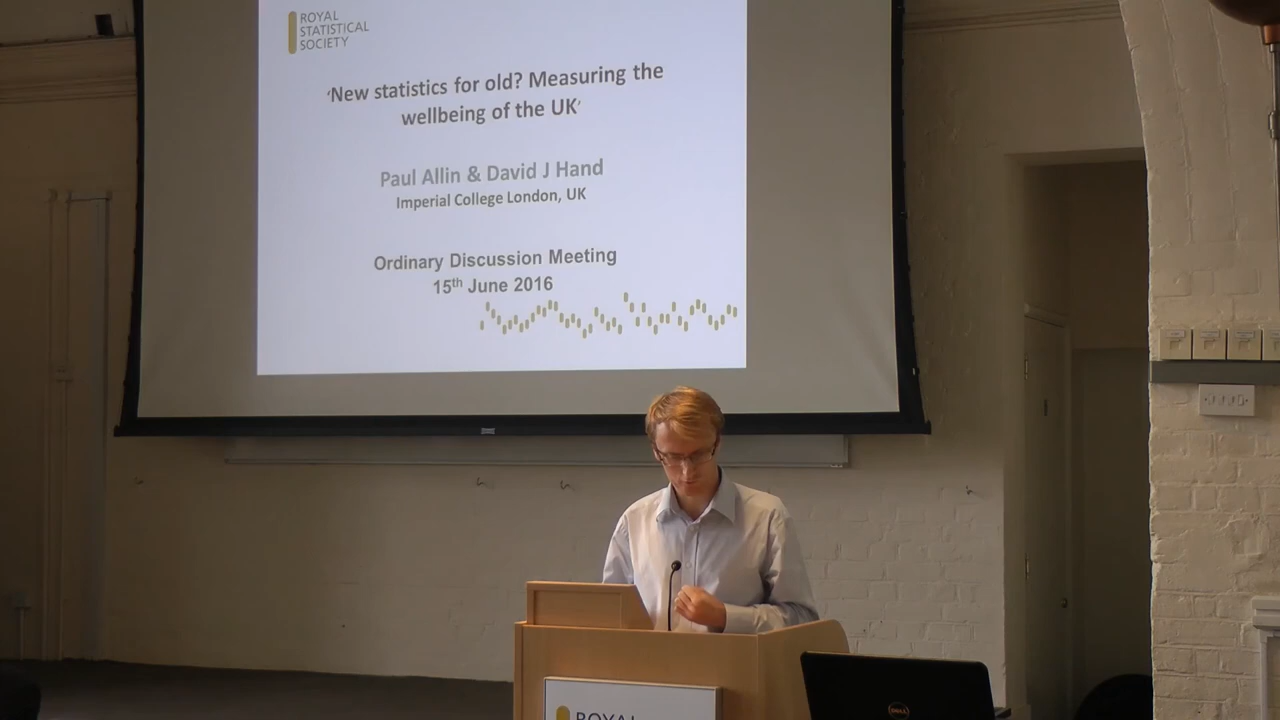 ROYAL
STATISTICAL
SOCIETY
'New statistics for old? Measuring the
wellbeing of the UK'
Paul Allin & David J Hand
Imperial College London, UK
Ordinary Discussion Meeting
15th June 2016
ROYAL
DELL